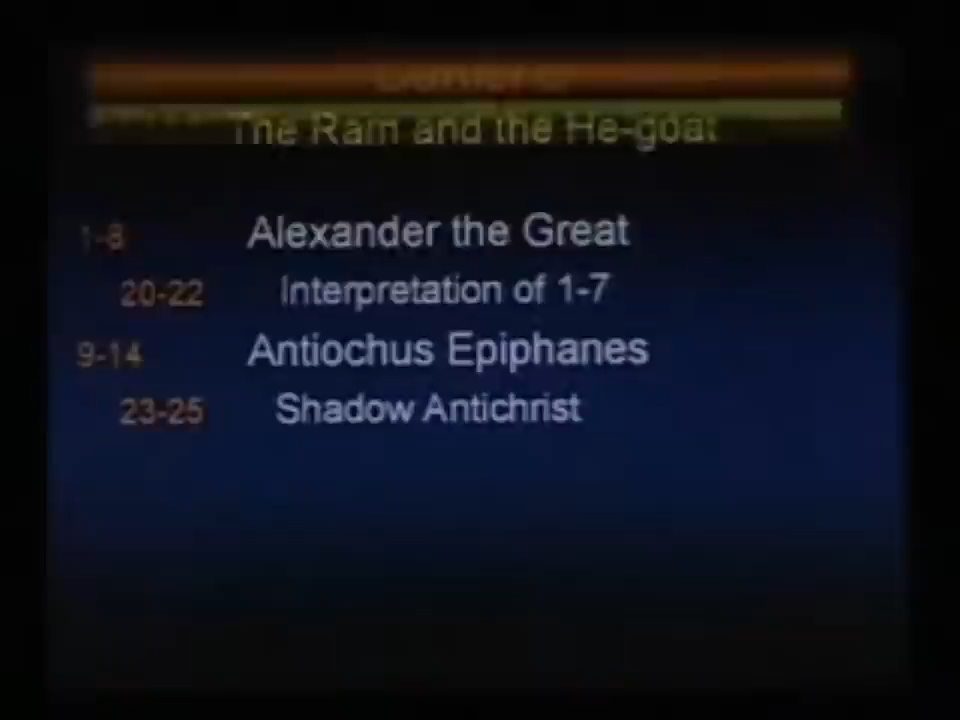 The Ram and the He-goat
1-8 Alexander the Great
20-22 Interpretation of 1-7
9-14 Antiochus Epiphanes
23-25 Shadow Antichrist